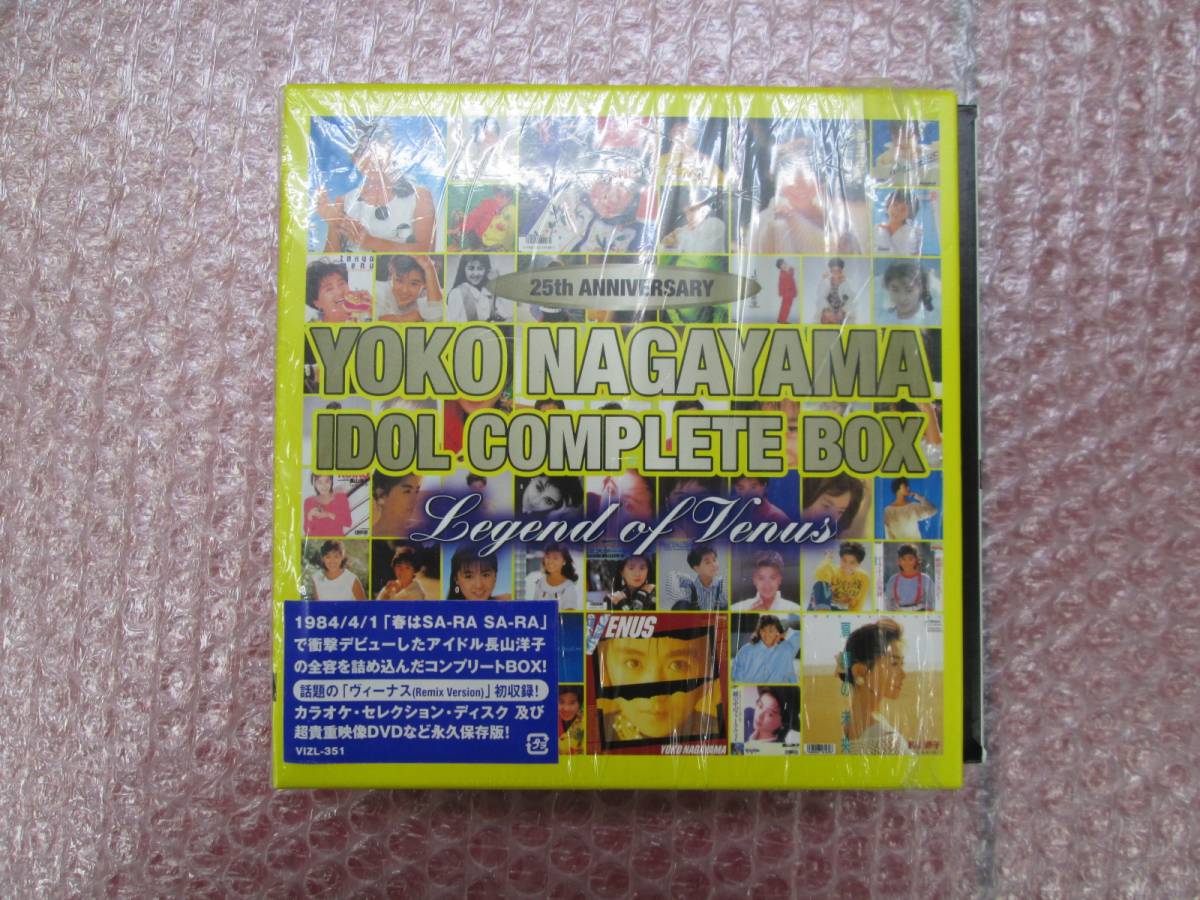 25th ANNIVERSARY
YOKO NAGAYAMA
IDOL COMPLETE BOX
Legend of Venus
1984/4/1「春はSA-RA SA-RA」
で衝撃デビューしたアイドル長山洋子
の全容を詰め込んだコンプリートBOX!
話題の「ヴィーナス(Remix Version)」初収録!
カラオケ・セレクション・ディスク 及び
超貴重映像DVDなど永久保存版!
VIZL-351
VENUS
YOKO NAGAYAMA